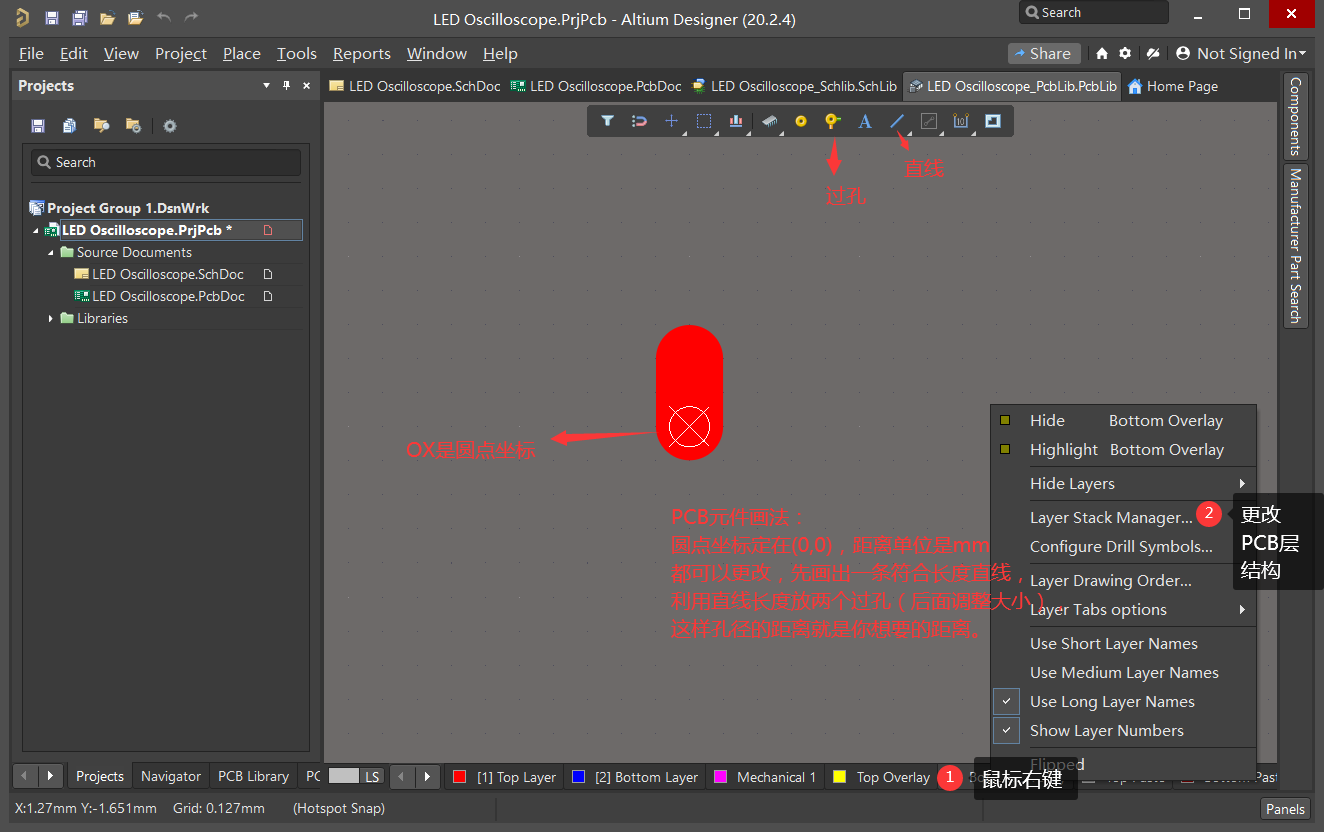 LED Oscilloscope.PrjPcb - Altium Designer (20.2.4)
Search
File Edit View Project Place Tools Reports Window Help
Share
Not Signed In
Projects
LED Oscilloscope.SchDoc
LED Oscilloscope.PcbDoc
LED Oscilloscope_Schlib.SchLib
LED Oscilloscope_PcbLib.PcbLib
Home Page
Components
Manufacturer Part Search
A
10
直线
过孔
Search
Project Group 1.DsnWrk
LED Oscilloscope.PrjPcb *
Source Documents
LED Oscilloscope.SchDoc
LED Oscilloscope.PcbDoc
Libraries
OX是圆点坐标
PCB元件画法：
圆点坐标定在(0,0)，距离单位是mm
都可以更改，先画出一条符合长度直线，
利用直线长度放两个过孔（后面调整大小），
这样孔径的距离就是你想要的距离。
Hide Bottom Overlay
Highlight Bottom Overlay
Hide Layers
Layer Stack Manager...
Configure Drill Symbols...
Layer Drawing Order...
Layer Tabs options
Use Short Layer Names
Use Medium Layer Names
Use Long Layer Names
Show Layer Numbers
Flipped
2
更改
PCB层
结构
Projects
Navigator
PCB Library
PC
LS
[1] Top Layer
[2] Bottom Layer
Mechanical 1
Top Overlay
1
鼠标右键
X:1.27mm Y:-1.651mm Grid: 0.127mm (Hotspot Snap)
Panels